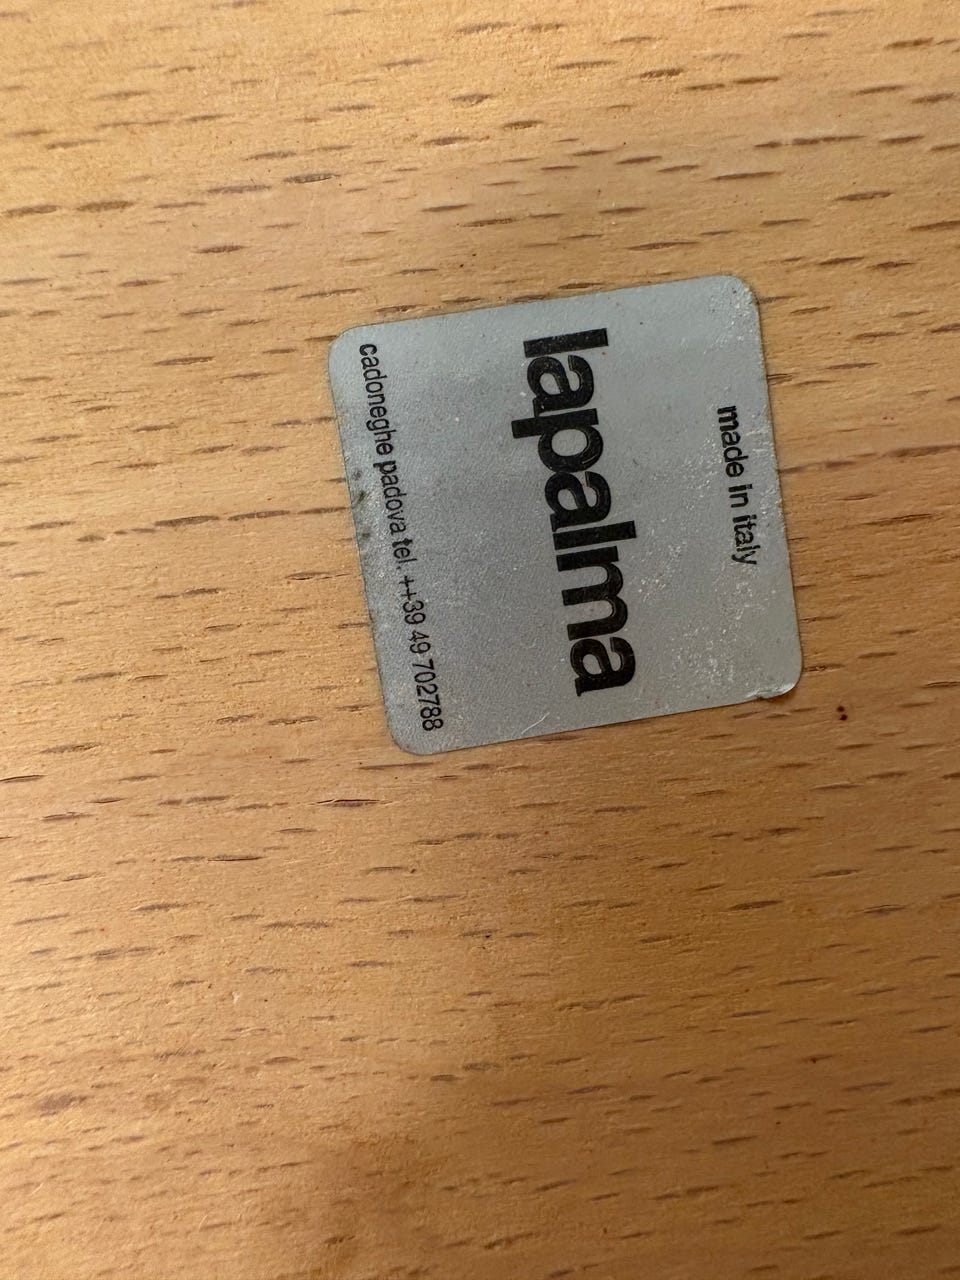 made in italy
lapalma
cadoneghe padova tel. ++39 49 702788